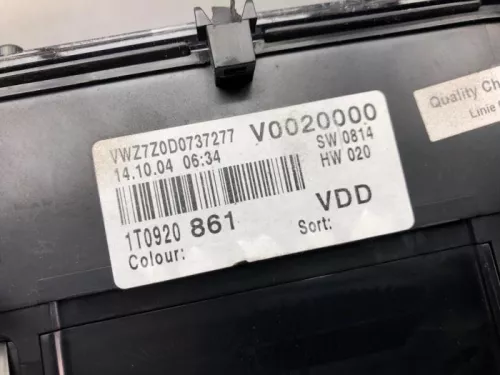 VWZ7Z0D0737277 V0020000
14.10.04 06:34 SW 0814
HW 020
1T0920 861 VDD
Colour: Sort:
Quality Ch
Linie